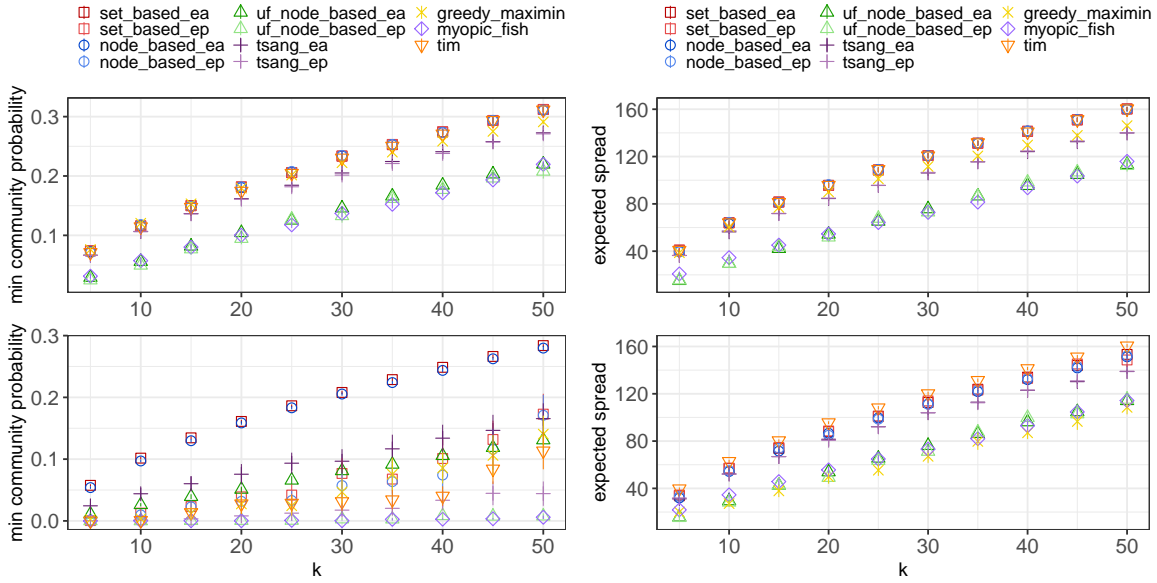 set_based_ea uf_node_based_ea greedy_maximin
set_based_ep uf_node_based_ep myopic_fish
node_based_ea tsang_ea tim
node_based_ep tsang_ep
set_based_ea uf_node_based_ea greedy_maximin
set_based_ep uf_node_based_ep myopic_fish
node_based_ea tsang_ea tim
node_based_ep tsang_ep
min community probability
0.3
0.2
0.1
10 20 30 40 50
expected spread
160
120
80
40
10 20 30 40 50
min community probability
0.3
0.2
0.1
0.0
10 20 30 40 50
k
expected spread
160
120
80
40
10 20 30 40 50
k